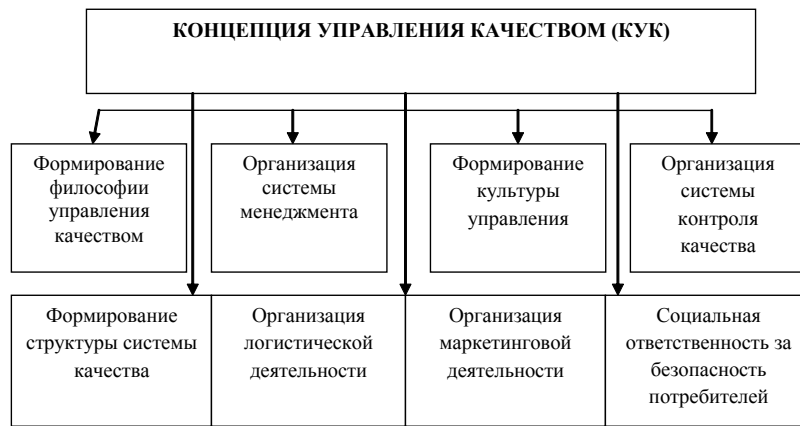 КОНЦЕПЦИЯ УПРАВЛЕНИЯ КАЧЕСТВОМ (КУК)
Формирование
философии
управления
качеством
Организация
системы
менеджмента
Формирование
культуры
управления
Организация
системы
контроля
качества
Формирование
структуры системы
качества
Организация
логистической
деятельности
Организация
маркетинговой
деятельности
Социальная
ответственность за
безопасность
потребителей